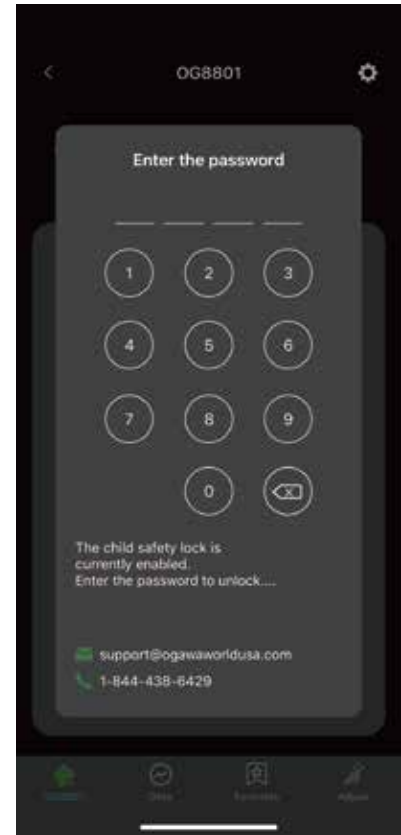 OG8801
Enter the password
1 2 3
4 5 6
7 8 9
0
The child safety lock is
currently enabled.
Enter the password to unlock....
support@ogawaworldusa.com
1-844-438-6429